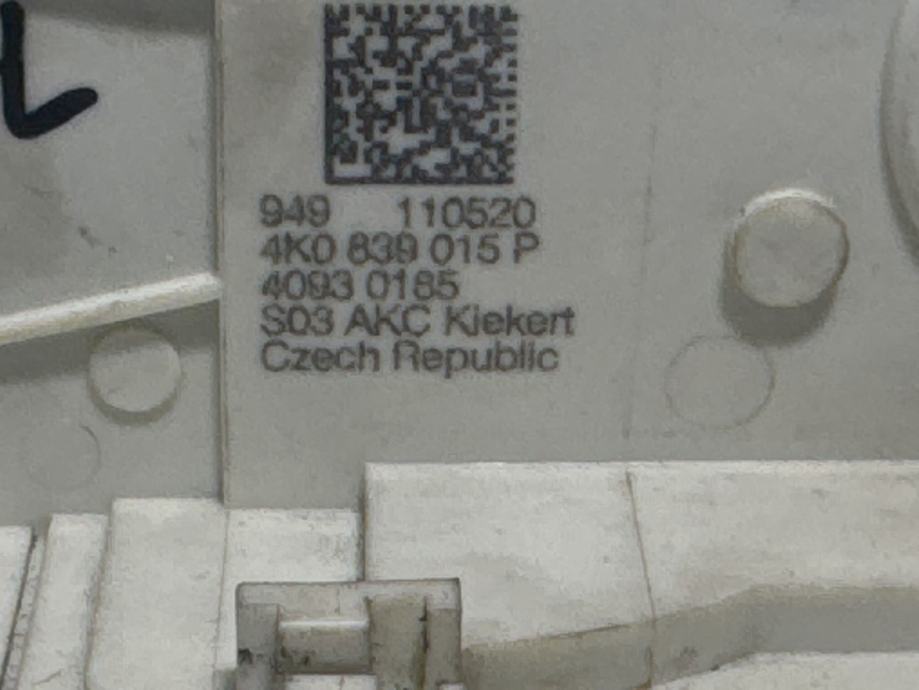 949 110520
4K0 839 015 P
4093 0185
S03 AKC Kiekert
Czech Republic